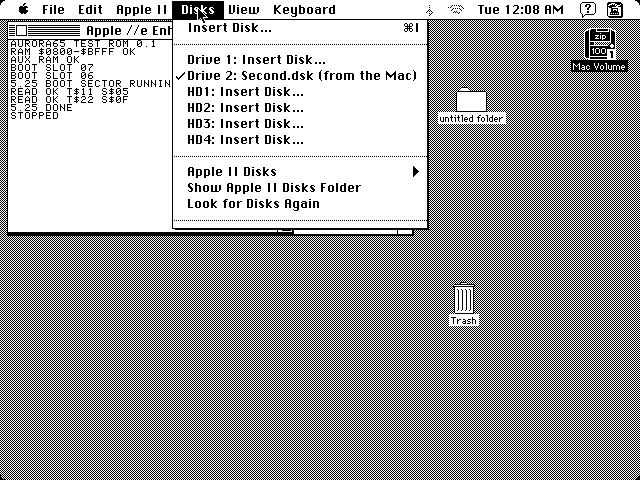 File Edit Apple II Disks View Keyboard Tue 12:08 AM
Apple //e Enh
AURORA65 TEST ROM 0.1
RAM $0800-$BFFF OK
AUX RAM OK
BOOT SLOT 07
BOOT SLOT 06
5.25 BOOT SECTOR RUNNIN
READ OK T$11 S$05
READ OK T$22 S$0F
5.25 DONE
STOPPED
Insert Disk... ⌘I
Drive 1: Insert Disk...
✓Drive 2: Second.dsk (from the Mac)
HD1: Insert Disk...
HD2: Insert Disk...
HD3: Insert Disk...
HD4: Insert Disk...
Apple II Disks
Show Apple II Disks Folder
Look for Disks Again
zip
100
1
Mac Volume
untitled folder
Trash